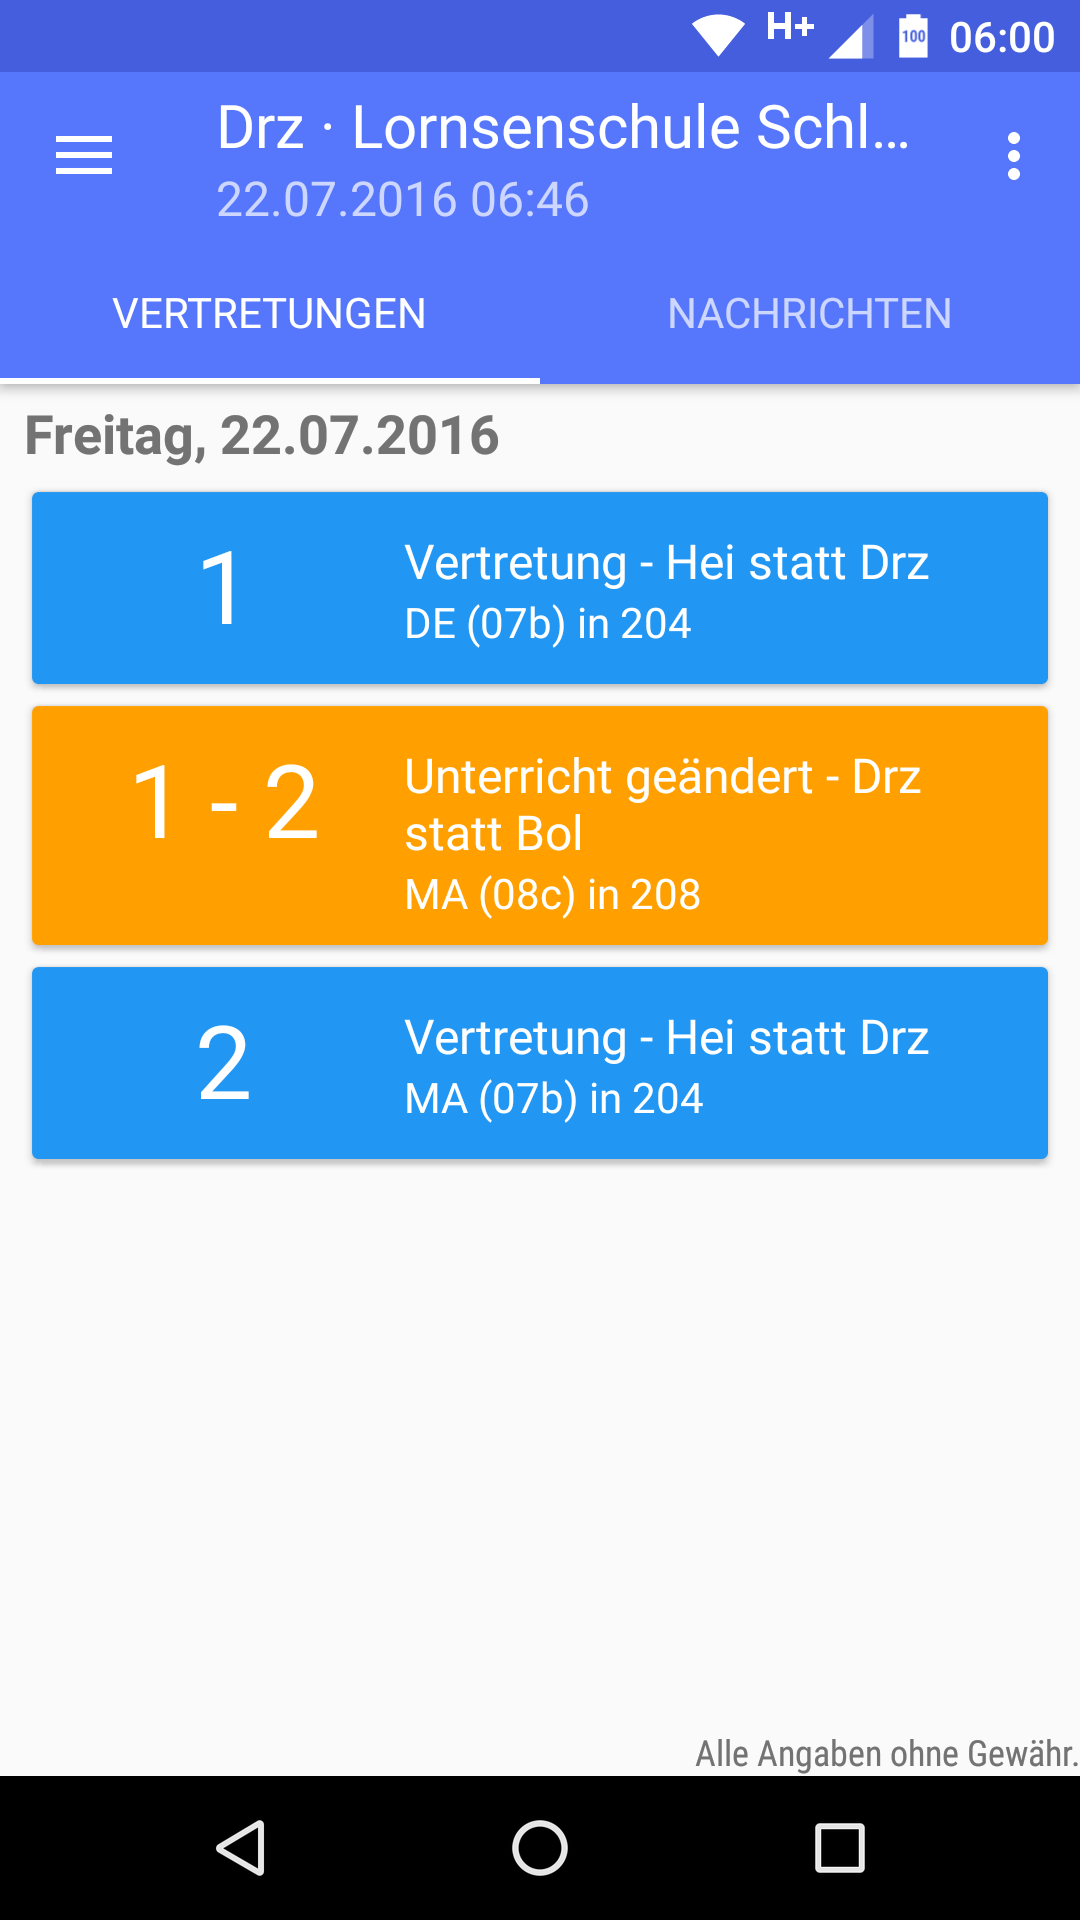 H+ 100 06:00
Drz · Lornsenschule Schl...
22.07.2016 06:46
VERTRETUNGEN NACHRICHTEN
Freitag, 22.07.2016
1 Vertretung - Hei statt Drz
DE (07b) in 204
1 - 2 Unterricht geändert - Drz
statt Bol
MA (08c) in 208
2 Vertretung - Hei statt Drz
MA (07b) in 204
Alle Angaben ohne Gewähr.